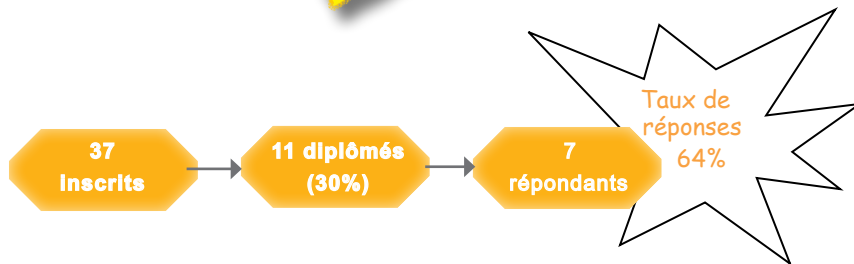 37
Inscrits
11 diplômés
(30%)
7
répondants
Taux de
réponses
64%